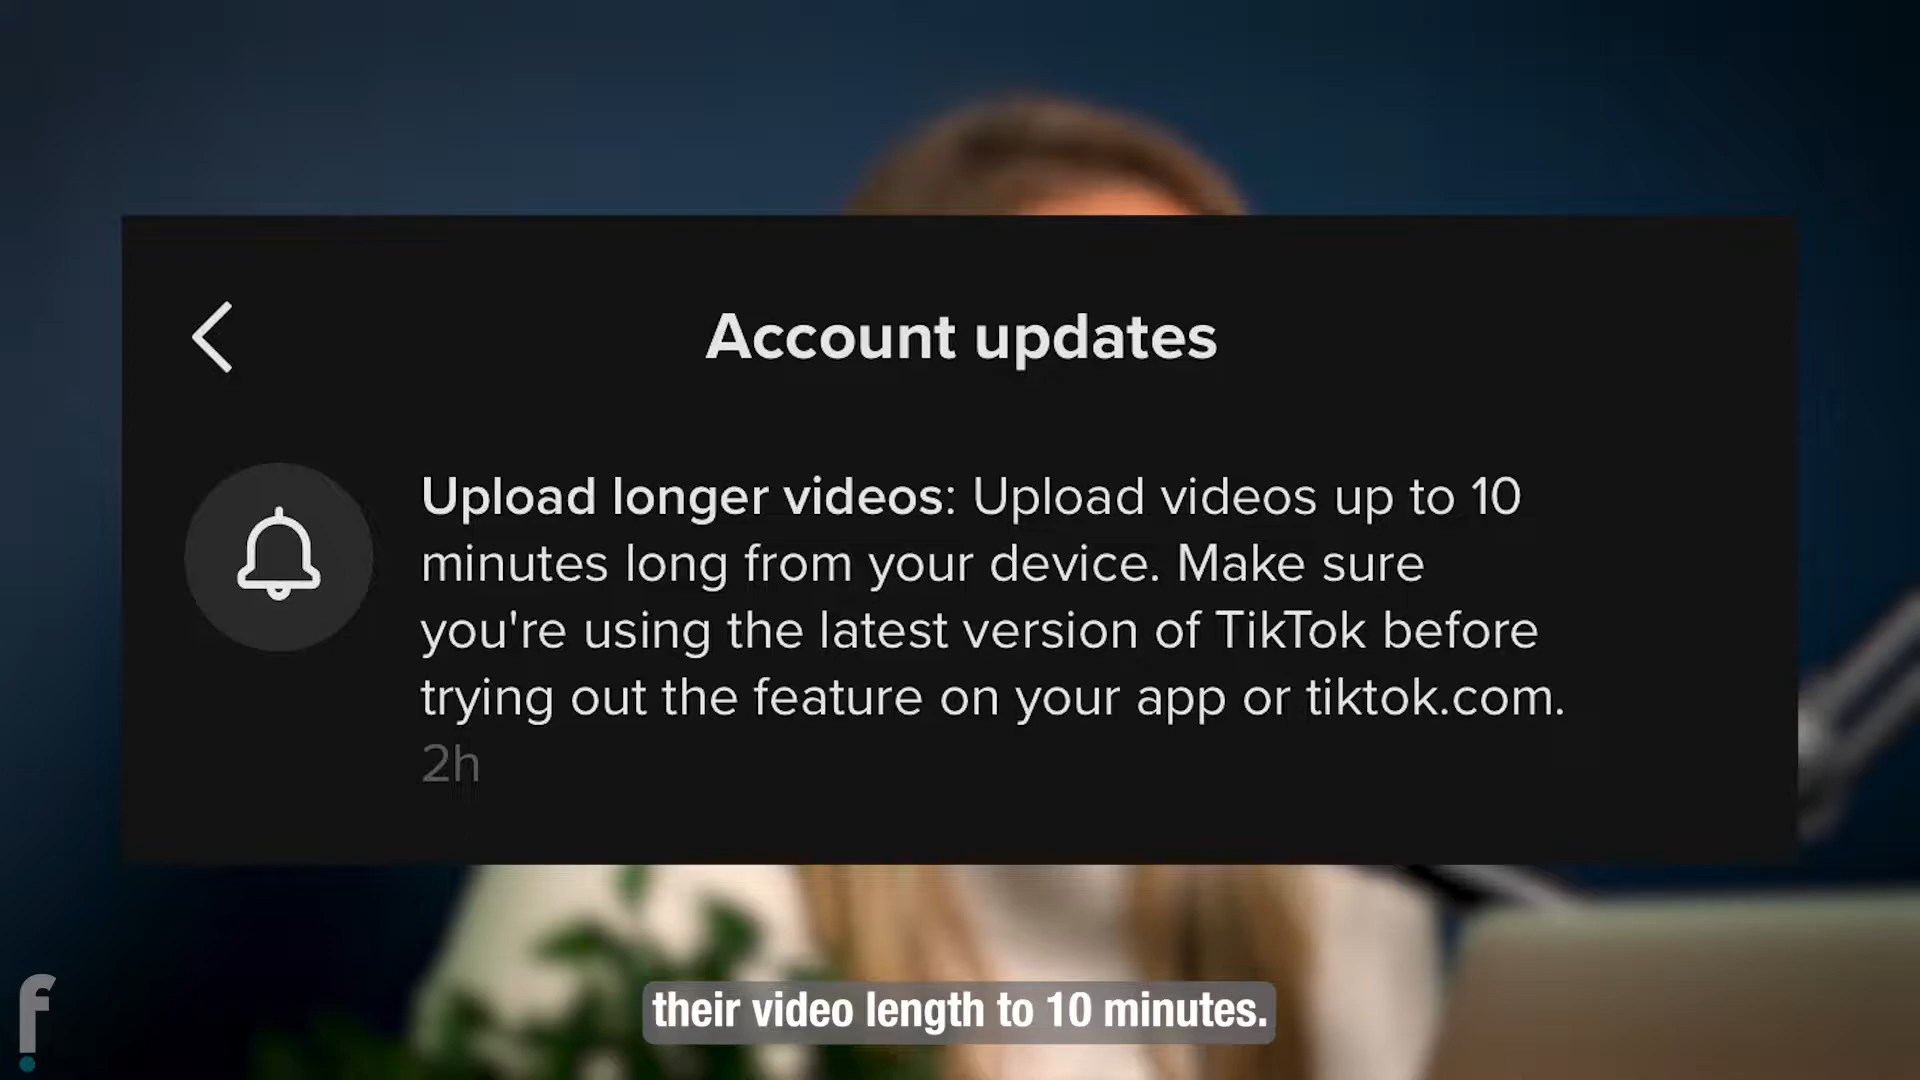 Account updates
Upload longer videos: Upload videos up to 10
minutes long from your device. Make sure
you're using the latest version of TikTok before
trying out the feature on your app or tiktok.com.
2h
f
their video length to 10 minutes.